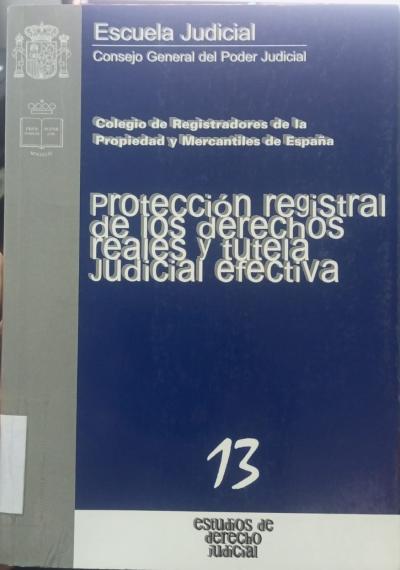 Escuela Judicial
Consejo General del Poder Judicial
Colegio de Registradores de la
Propiedad y Mercantiles de España
Protección registral
de los derechos
reales y tutela
Judicial efectiva
13
estudios de
derecho
judicial